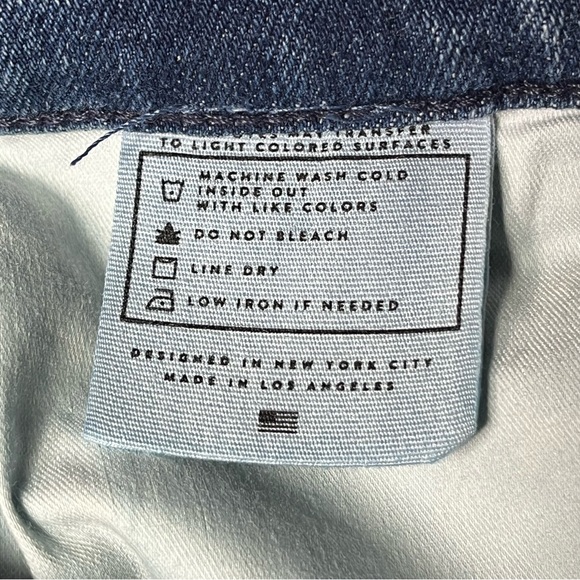 MAY TRANSFER
TO LIGHT COLORED SURFACES
MACHINE WASH COLD
INSIDE OUT
WITH LIKE COLORS
DO NOT BLEACH
LINE DRY
LOW IRON IF NEEDED
DESIGNED IN NEW YORK CITY
MADE IN LOS ANGELES